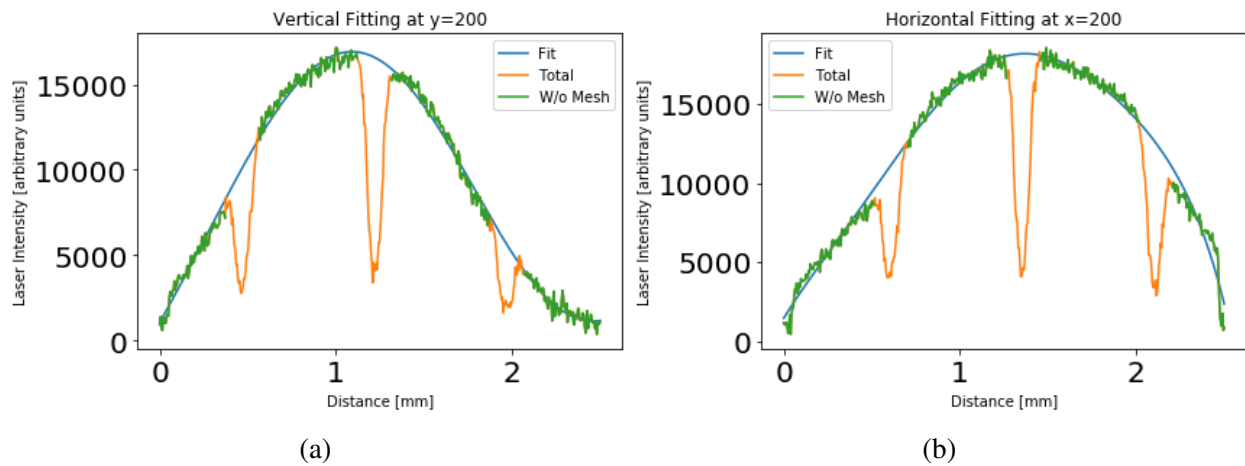 Vertical Fitting at y=200
Laser Intensity [arbitrary units]
15000
10000
5000
0
Fit
Total
W/o Mesh
0 1 2
Distance [mm]
(a)
Horizontal Fitting at x=200
Laser Intensity [arbitrary units]
15000
10000
5000
0
Fit
Total
W/o Mesh
0 1 2
Distance [mm]
(b)